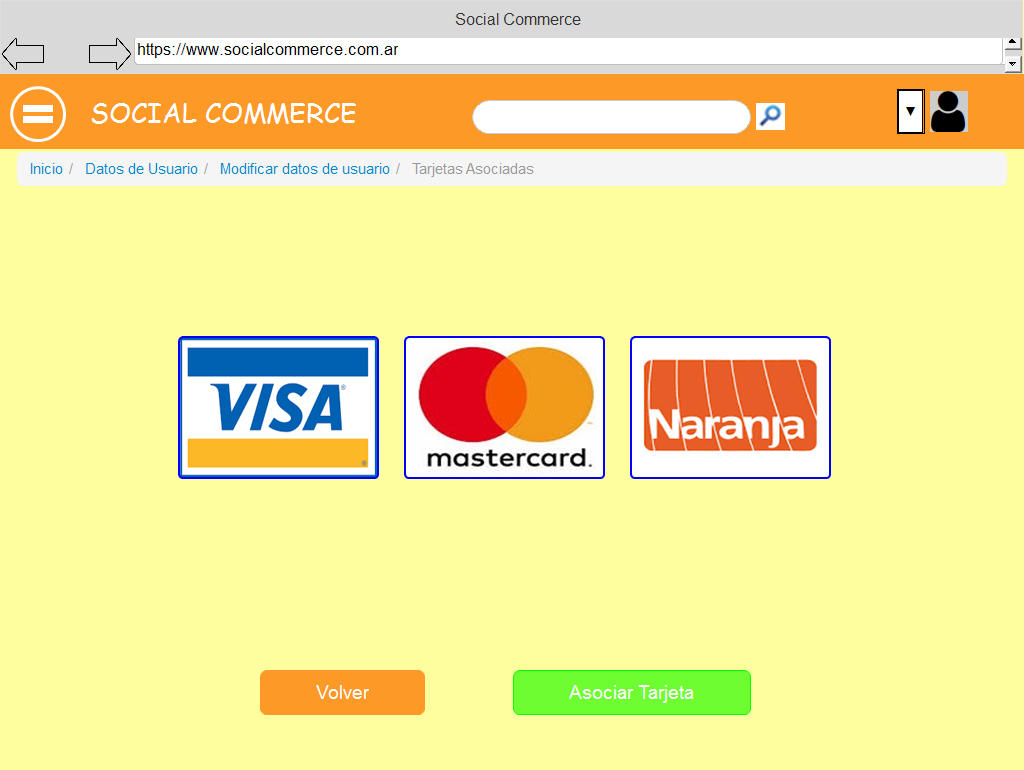 Social Commerce
https://www.socialcommerce.com.ar
SOCIAL COMMERCE
Inicio / Datos de Usuario / Modificar datos de usuario / Tarjetas Asociadas
VISA
mastercard.
Naranja
Volver
Asociar Tarjeta